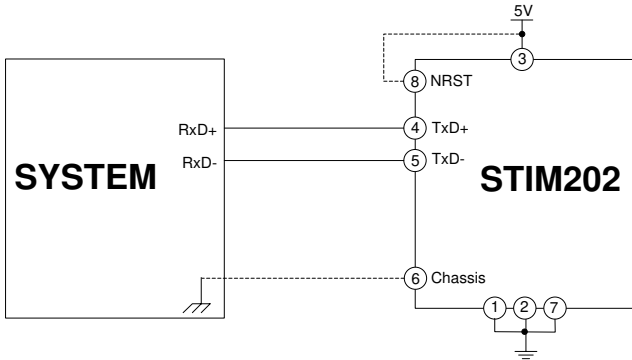 5V
3
8 NRST
RxD+ 4 TxD+
RxD- 5 TxD-
SYSTEM STIM202
6 Chassis
1 2 7